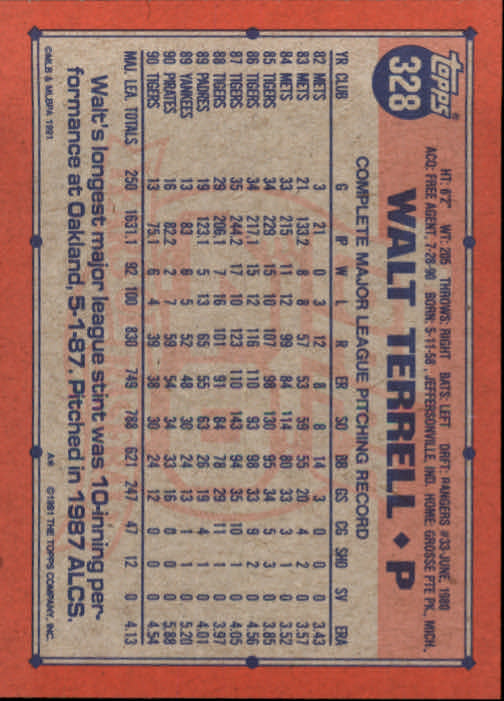 TOPPS®
328
HT: 6'2" WT: 205 THROWS: RIGHT BATS: LEFT DRFT: RANGERS #33-JUNE, 1980
ACQ: FREE AGENT, 7-28-90 BORN: 5-11-58, JEFFERSONVILLE, IND. HOME: GROSSE PTE PK, MICH.
WALT TERRELL ◆ P
COMPLETE MAJOR LEAGUE PITCHING RECORD
YR CLUB G IP W L R ER SO BB GS CG SHO SV ERA
82 METS 3 21 0 3 12 8 8 14 3 0 0 0 3.43
83 METS 21 133.2 8 8 57 53 59 55 20 4 2 0 3.57
84 METS 33 215 11 12 99 84 114 80 33 3 1 0 3.52
85 TIGERS 34 229 15 10 107 98 130 95 34 5 3 0 3.85
86 TIGERS 34 217.1 15 12 116 110 93 98 33 9 2 0 4.56
87 TIGERS 35 244.2 17 10 123 110 143 94 35 10 1 0 4.05
88 TIGERS 29 206.1 7 16 101 91 84 78 29 11 1 0 3.97
89 PADRES 19 123.1 5 13 65 55 63 26 19 4 1 0 4.01
89 YANKEES 13 83 6 5 52 48 30 24 13 1 1 0 5.20
90 PIRATES 16 82.2 2 7 59 54 34 33 16 0 0 0 5.88
90 TIGERS 13 75.1 6 4 39 38 30 24 12 0 0 0 4.54
MAJ. LEA. TOTALS 250 1631.1 92 100 830 749 788 621 247 47 12 0 4.13
Walt's longest major league stint was 10-inning per-
formance at Oakland, 5-1-87. Pitched in 1987 ALCS.
©MLB & MLBPA 1991 A* ©1991 THE TOPPS COMPANY, INC.